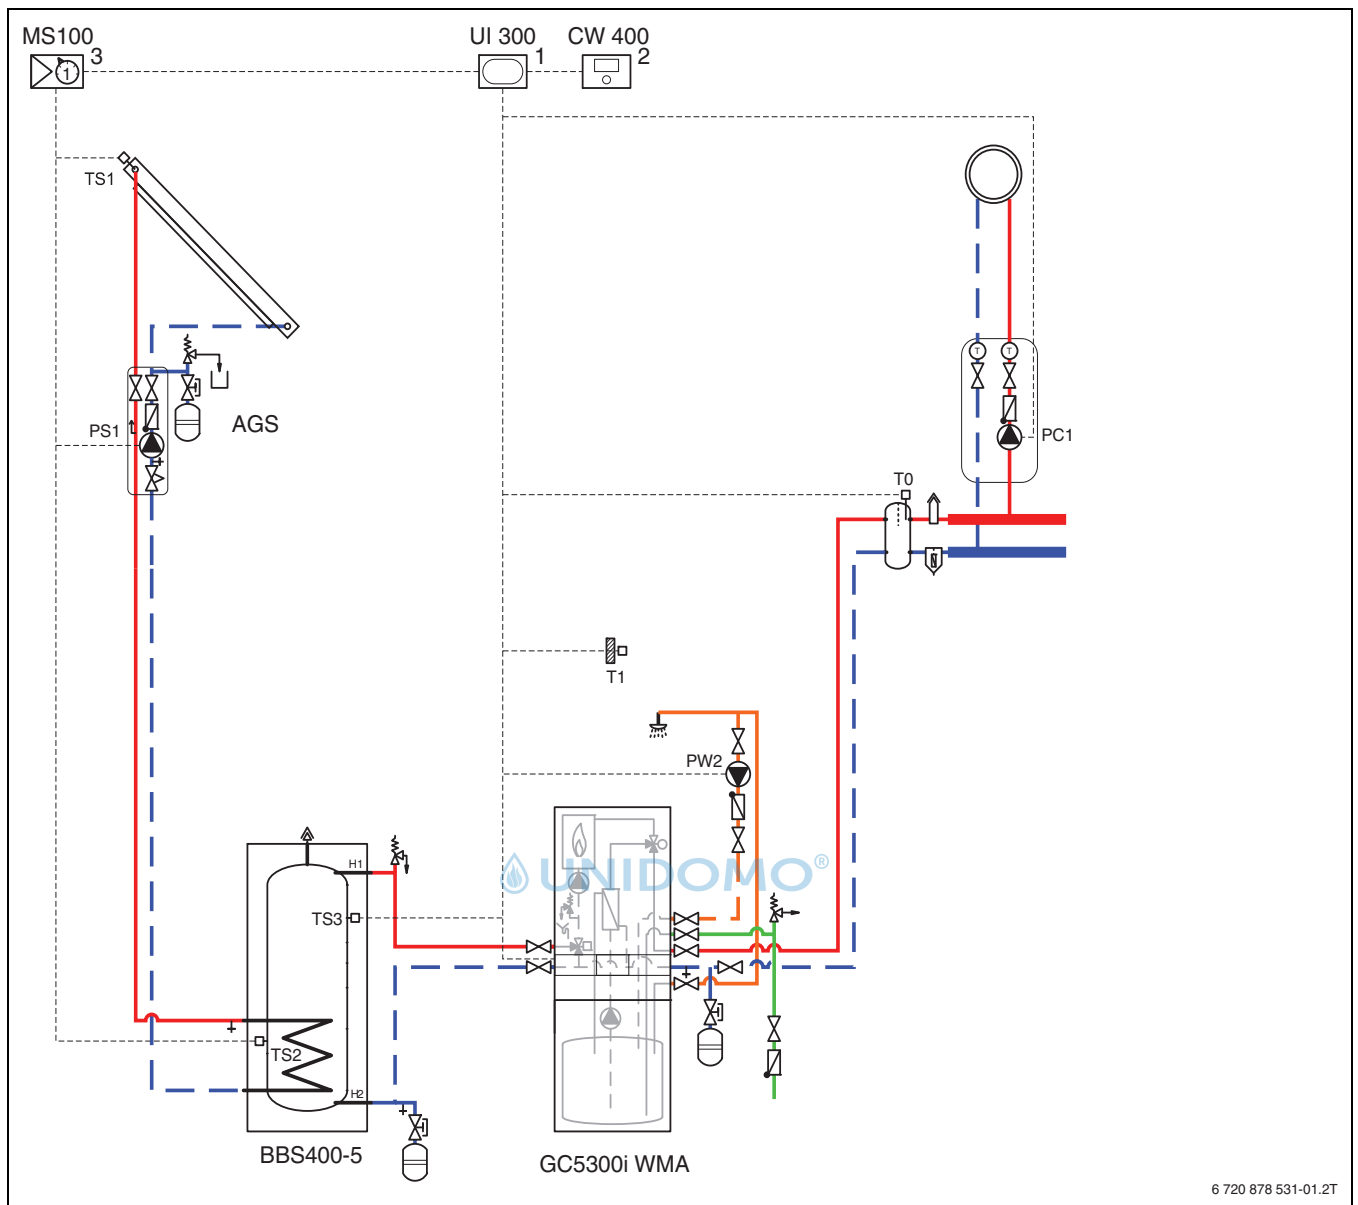 MS100
3
UI 300
1
CW 400
2
1
TS1
T
T
AGS
PS1
PC1
T0
T1
PW2
UNIDOMO®
H1
TS3
TS2
H2
BBS400-5
GC5300i WMA
6 720 878 531-01.2T